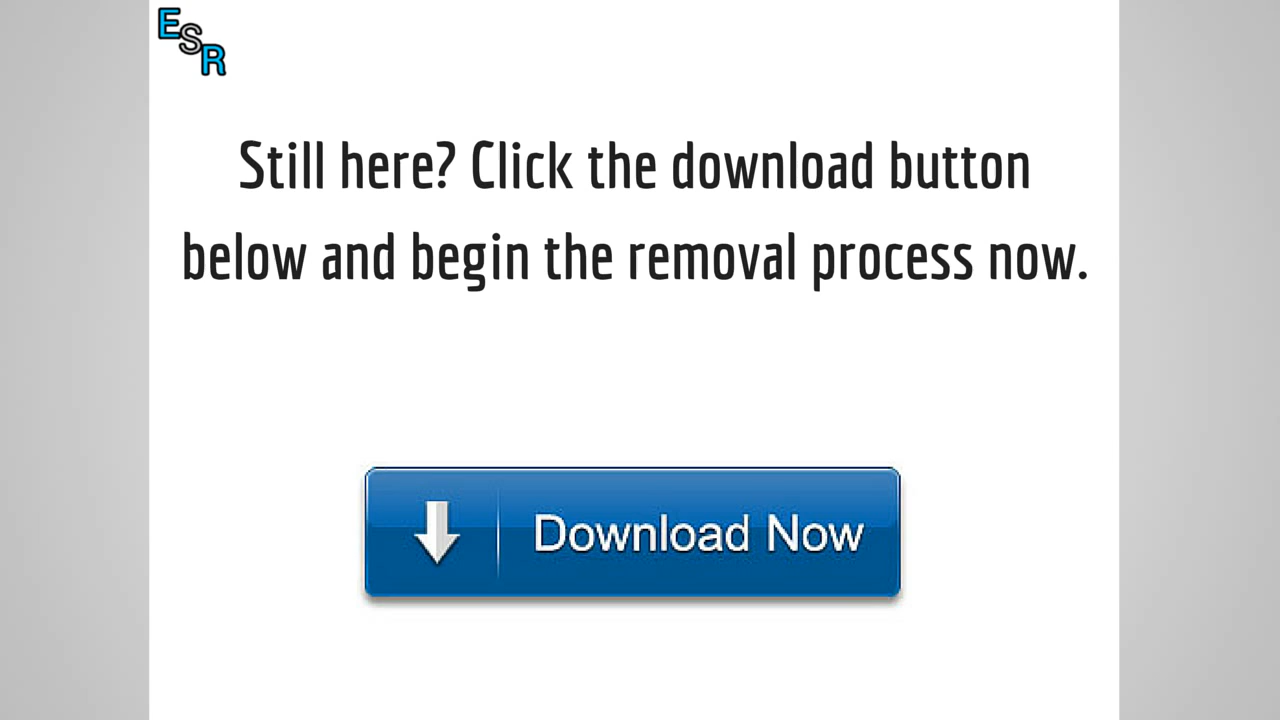 ESR
Still here? Click the download button
below and begin the removal process now.
Download Now